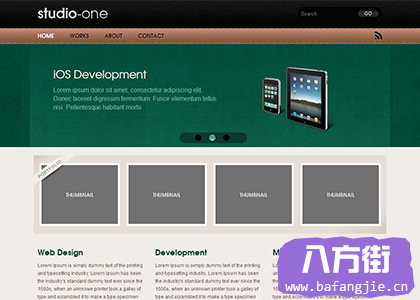 studio-one
Search...
GO
HOME
WORKS
ABOUT
CONTACT
iOS Development
Lorem ipsum dolor sit amet, consectetur adipiscing elit.
Donec laoreet dignissim fermentum. Fusce elementum tellus
enim. Pellentesque habitant morbi
PORTFOLIO
THUMBNAIL
THUMBNAIL
THUMBNAIL
THUMBNAIL
Web Design
Lorem Ipsum is simply dummy text of the printing
and typesetting industry. Lorem Ipsum has been
the industry's standard dummy text ever since the
1500s, when an unknown printer took a galley of
type and scrambled it to make a type specimen
Development
Lorem Ipsum is simply dummy text of the printing
and typesetting industry. Lorem Ipsum has been
the industry's standard dummy text ever since the
1500s, when an unknown printer took a galley of
type and scrambled it to make a type specimen
M
八方街
www.bafangjie.cn